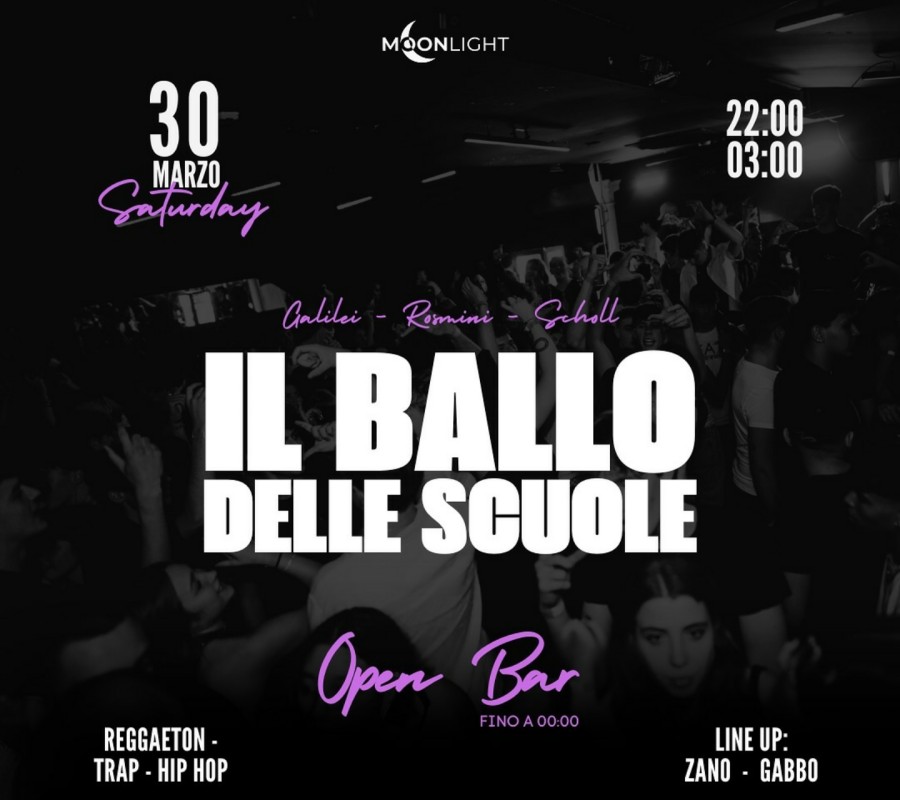 MOONLIGHT
30
MARZO
Saturday
22:00
03:00
Galilei - Rosmini - Scholl
IL BALLO
DELLE SCUOLE
Open Bar
FINO A 00:00
REGGAETON -
TRAP - HIP HOP
LINE UP:
ZANO - GABBO